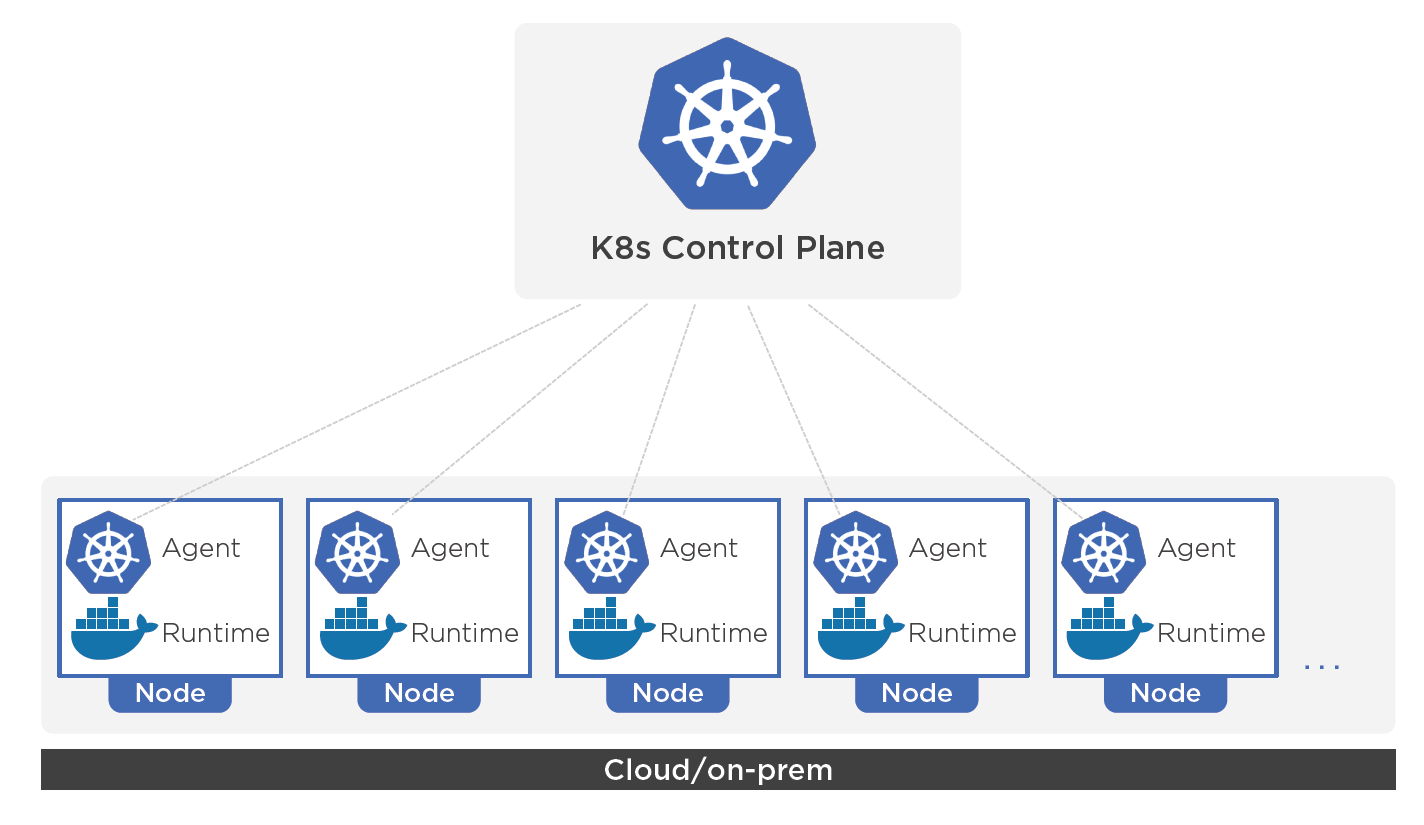 K8s Control Plane
Agent
Runtime
Node
Agent
Runtime
Node
Agent
Runtime
Node
Agent
Runtime
Node
Agent
Runtime
Node
...
Cloud/on-prem